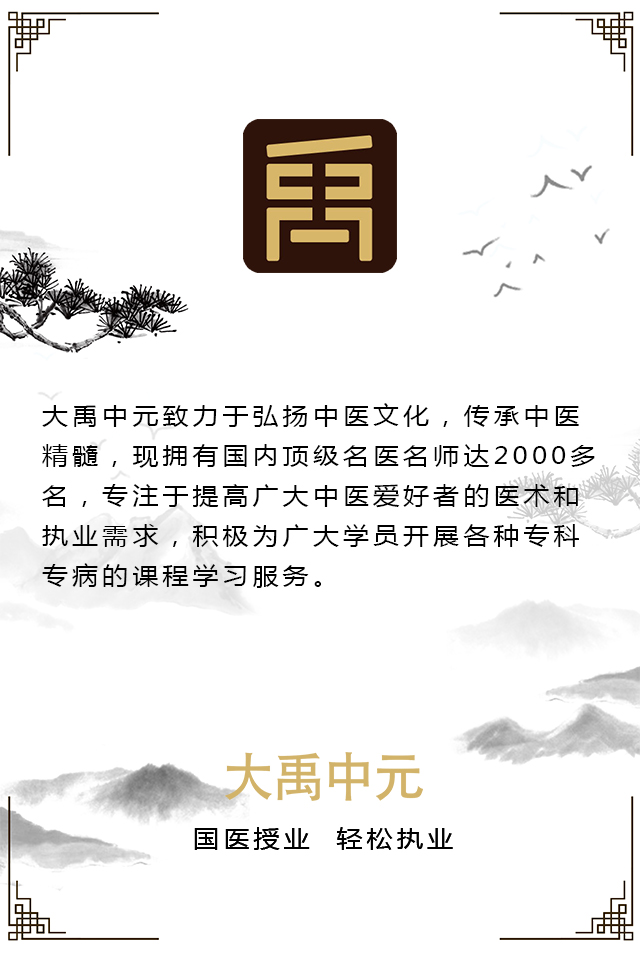 禹
大禹中元致力于弘扬中医文化，传承中医
精髓，现拥有国内顶级名医名师达2000多
名，专注于提高广大中医爱好者的医术和
执业需求，积极为广大学员开展各种专科
专病的课程学习服务。
大禹中元
国医授业 轻松执业